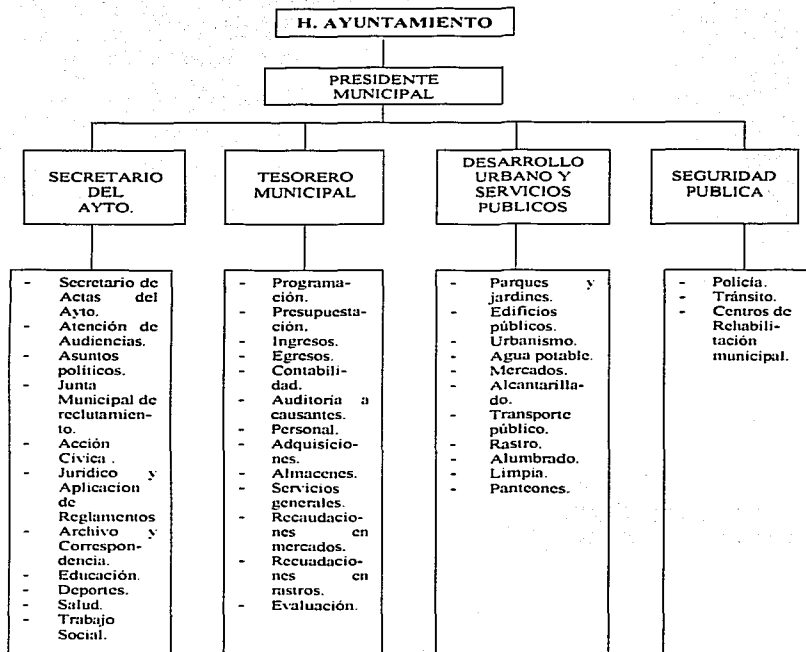 H. AYUNTAMIENTO
PRESIDENTE
MUNICIPAL
SECRETARIO
DEL
AYTO.
TESORERO
MUNICIPAL
DESARROLLO
URBANO Y
SERVICIOS
PUBLICOS
SEGURIDAD
PUBLICA
- Secretario de
Actas del
Ayto.
- Atención de
Audiencias.
- Asuntos
políticos.
- Junta
Municipal de
reclutamien-
to.
- Acción
Cívica .
- Jurídico y
Aplicacion
de
Reglamentos
- Archivo y
Correspon-
dencia.
- Educación.
- Deportes.
- Salud.
- Trabajo
Social.
- Programa-
ción.
- Presupuesta-
ción.
- Ingresos.
- Egresos.
- Contabili-
dad.
- Auditoría a
causantes.
- Personal.
- Adquisicio-
nes.
- Almacenes.
- Servicios
generales.
- Recaudacio-
nes en
mercados.
- Recuadacio-
nes en
rastros.
- Evaluación.
- Parques y
jardines.
- Edificios
públicos.
- Urbanismo.
- Agua potable.
- Mercados.
- Alcantarilla-
do.
- Transporte
público.
- Rastro.
- Alumbrado.
- Limpia.
- Panteones.
- Policía.
- Tránsito.
- Centros de
Rehabili-
tación
municipal.